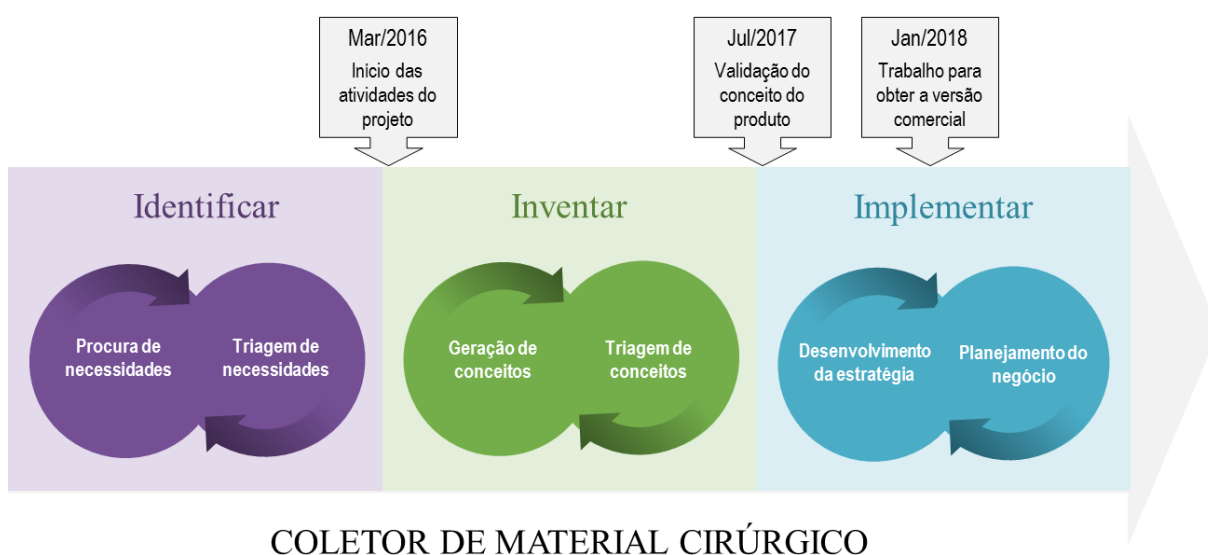 Mar/2016
Início das
atividades do
projeto
Jul/2017
Validação do
conceito do
produto
Jan/2018
Trabalho para
obter a versão
comercial
Identificar
Inventar
Implementar
Procura de
necessidades
Triagem de
necessidades
Geração de
conceitos
Triagem de
conceitos
Desenvolvimento
da estratégia
Planejamento do
negócio
COLETOR DE MATERIAL CIRÚRGICO